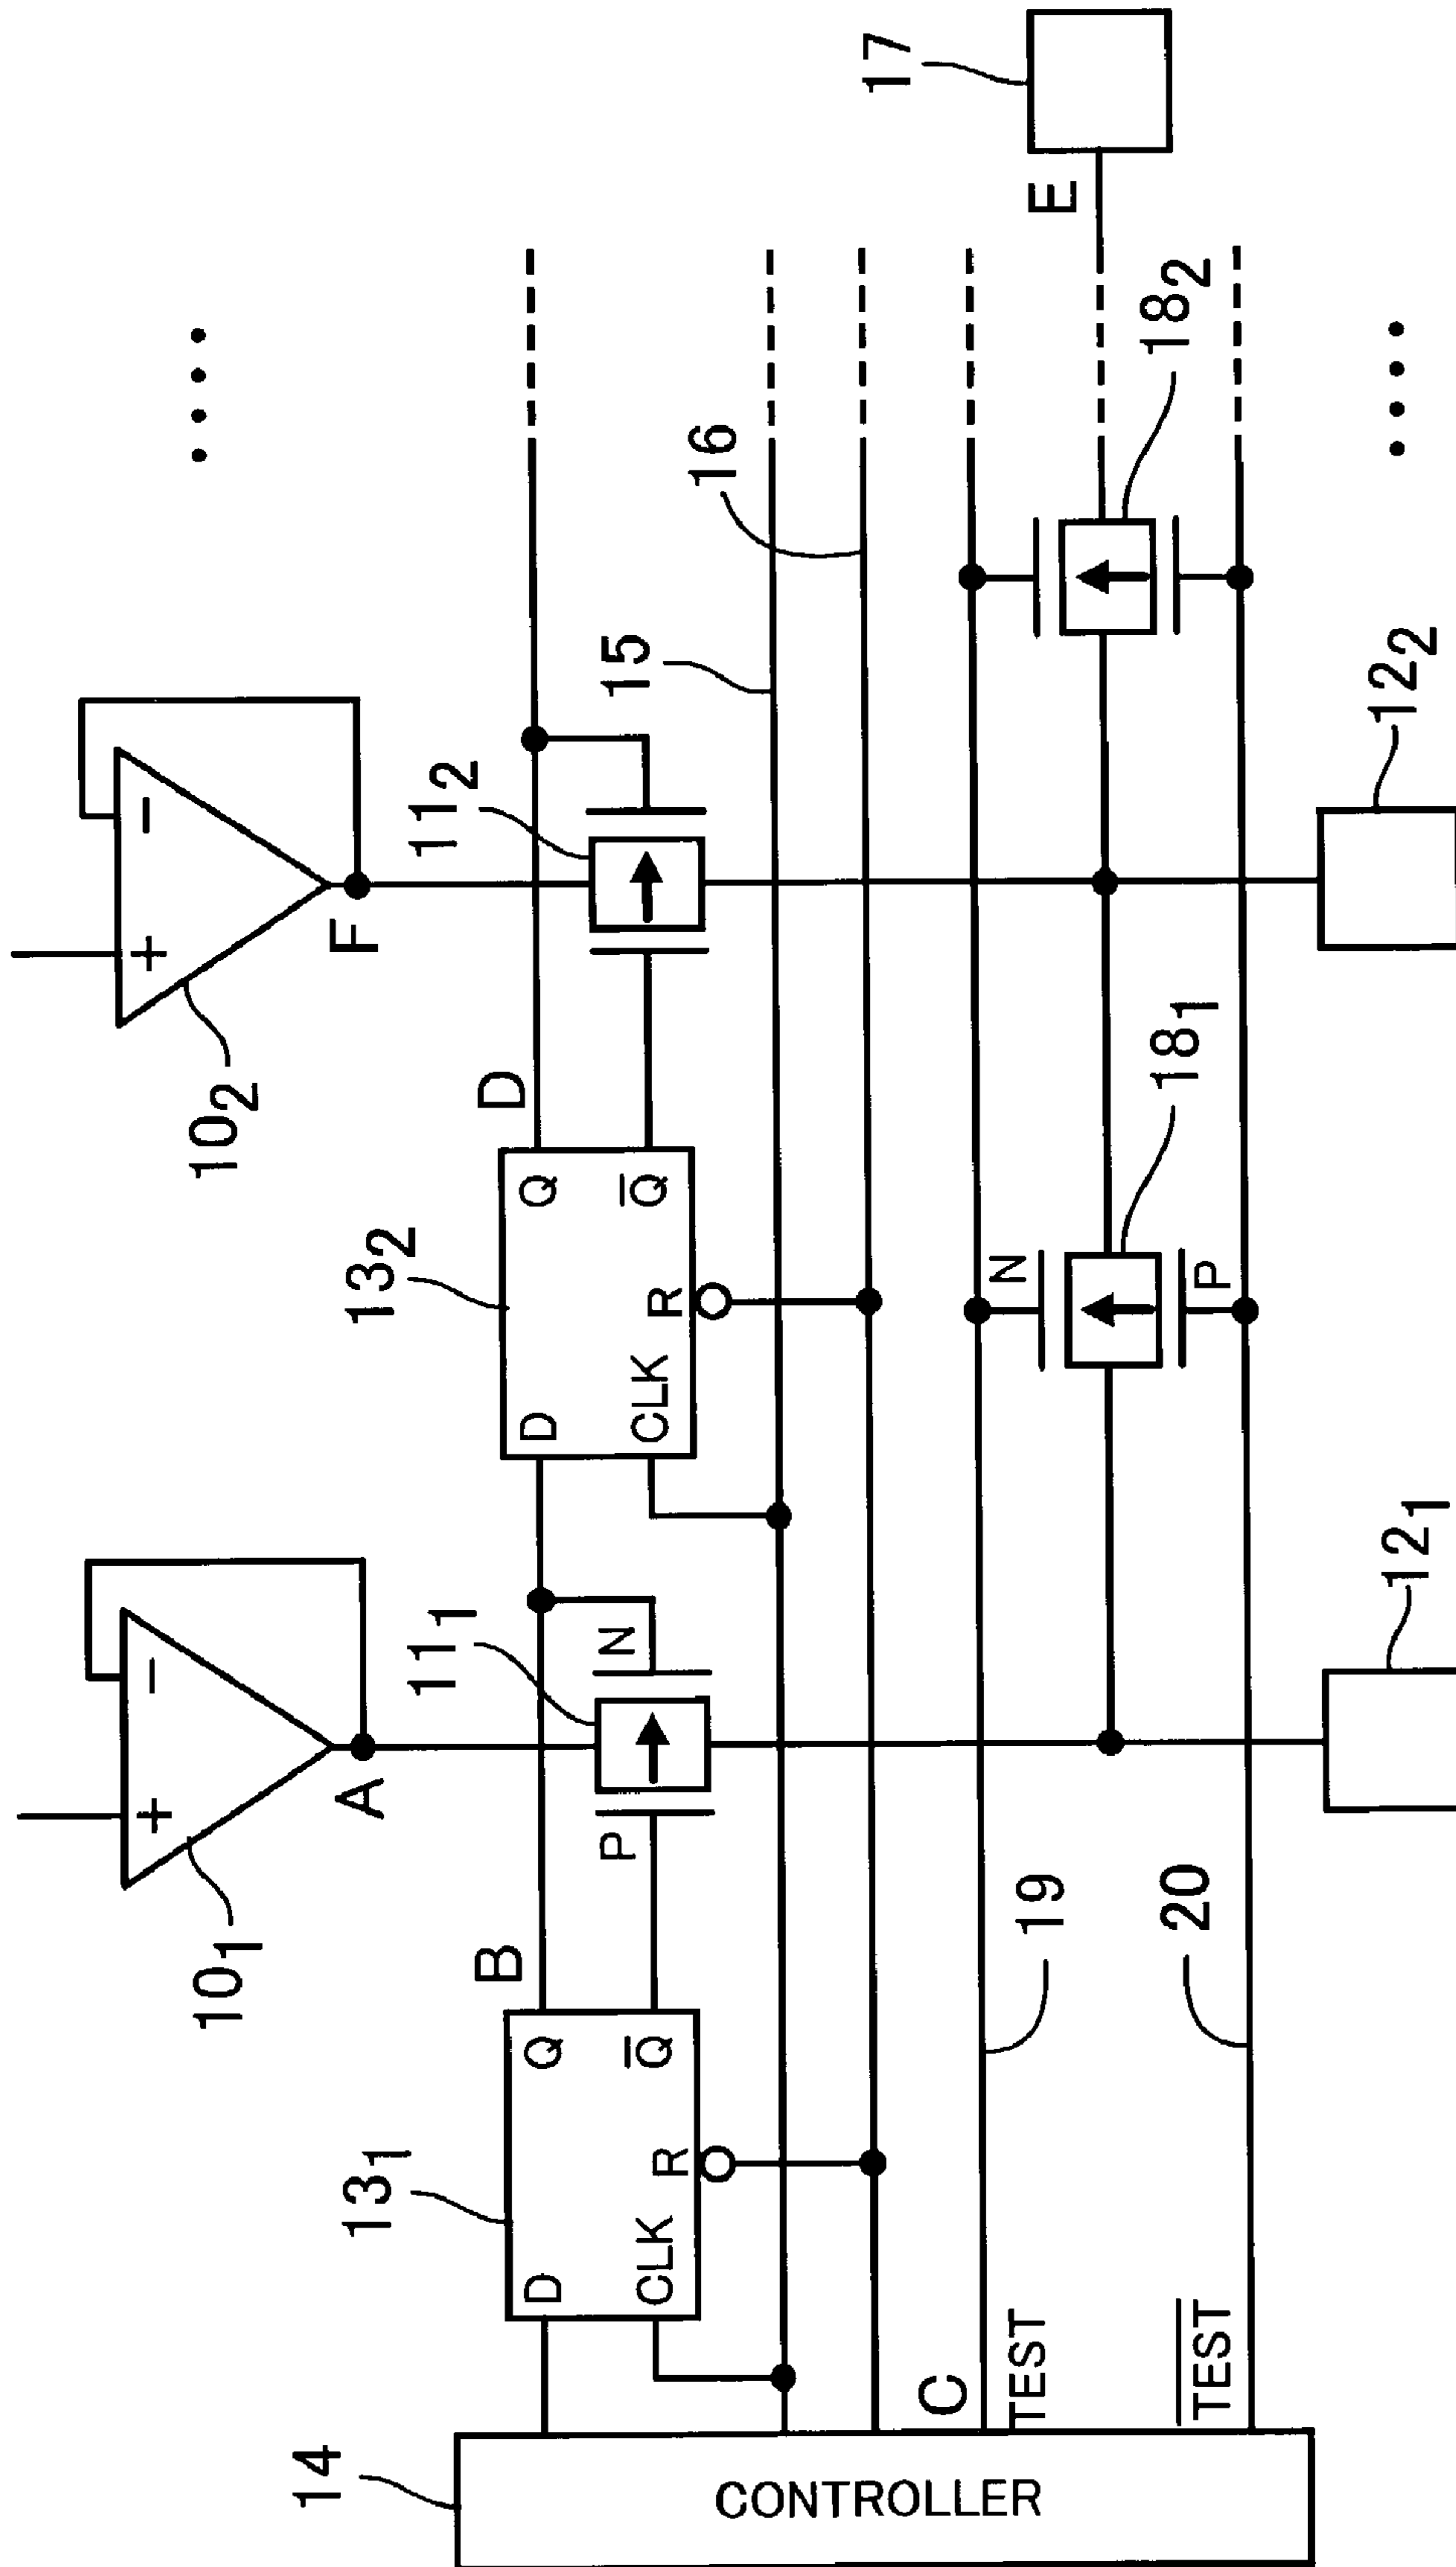 10₁
+
−
A
10₂
+
−
F
13₁
D
Q
CLK
R
Q̅
B
P
11₁
N
13₂
D
Q
CLK
R
Q̅
D
11₂
15
16
14
CONTROLLER
C
TEST
T̅E̅S̅T̅
19
20
N
P
18₁
18₂
E
17
12₁
12₂